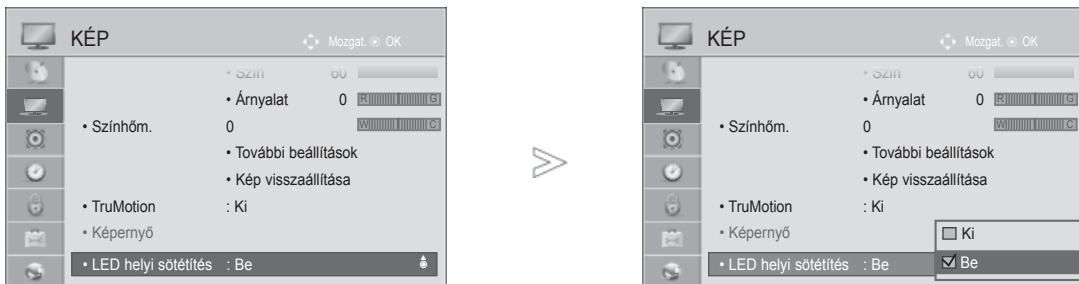 KÉP Mozgat. OK
• Szín 60
• Árnyalat 0 R G
• Színhőm. 0 W C
• További beállítások
• Kép visszaállítása
• TruMotion : Ki
• Képernyő
• LED helyi sötétítés : Be
KÉP Mozgat. OK
• Szín 60
• Árnyalat 0 R G
• Színhőm. 0 W C
• További beállítások
• Kép visszaállítása
• TruMotion : Ki
• Képernyő
• LED helyi sötétítés : Be
Ki
Be